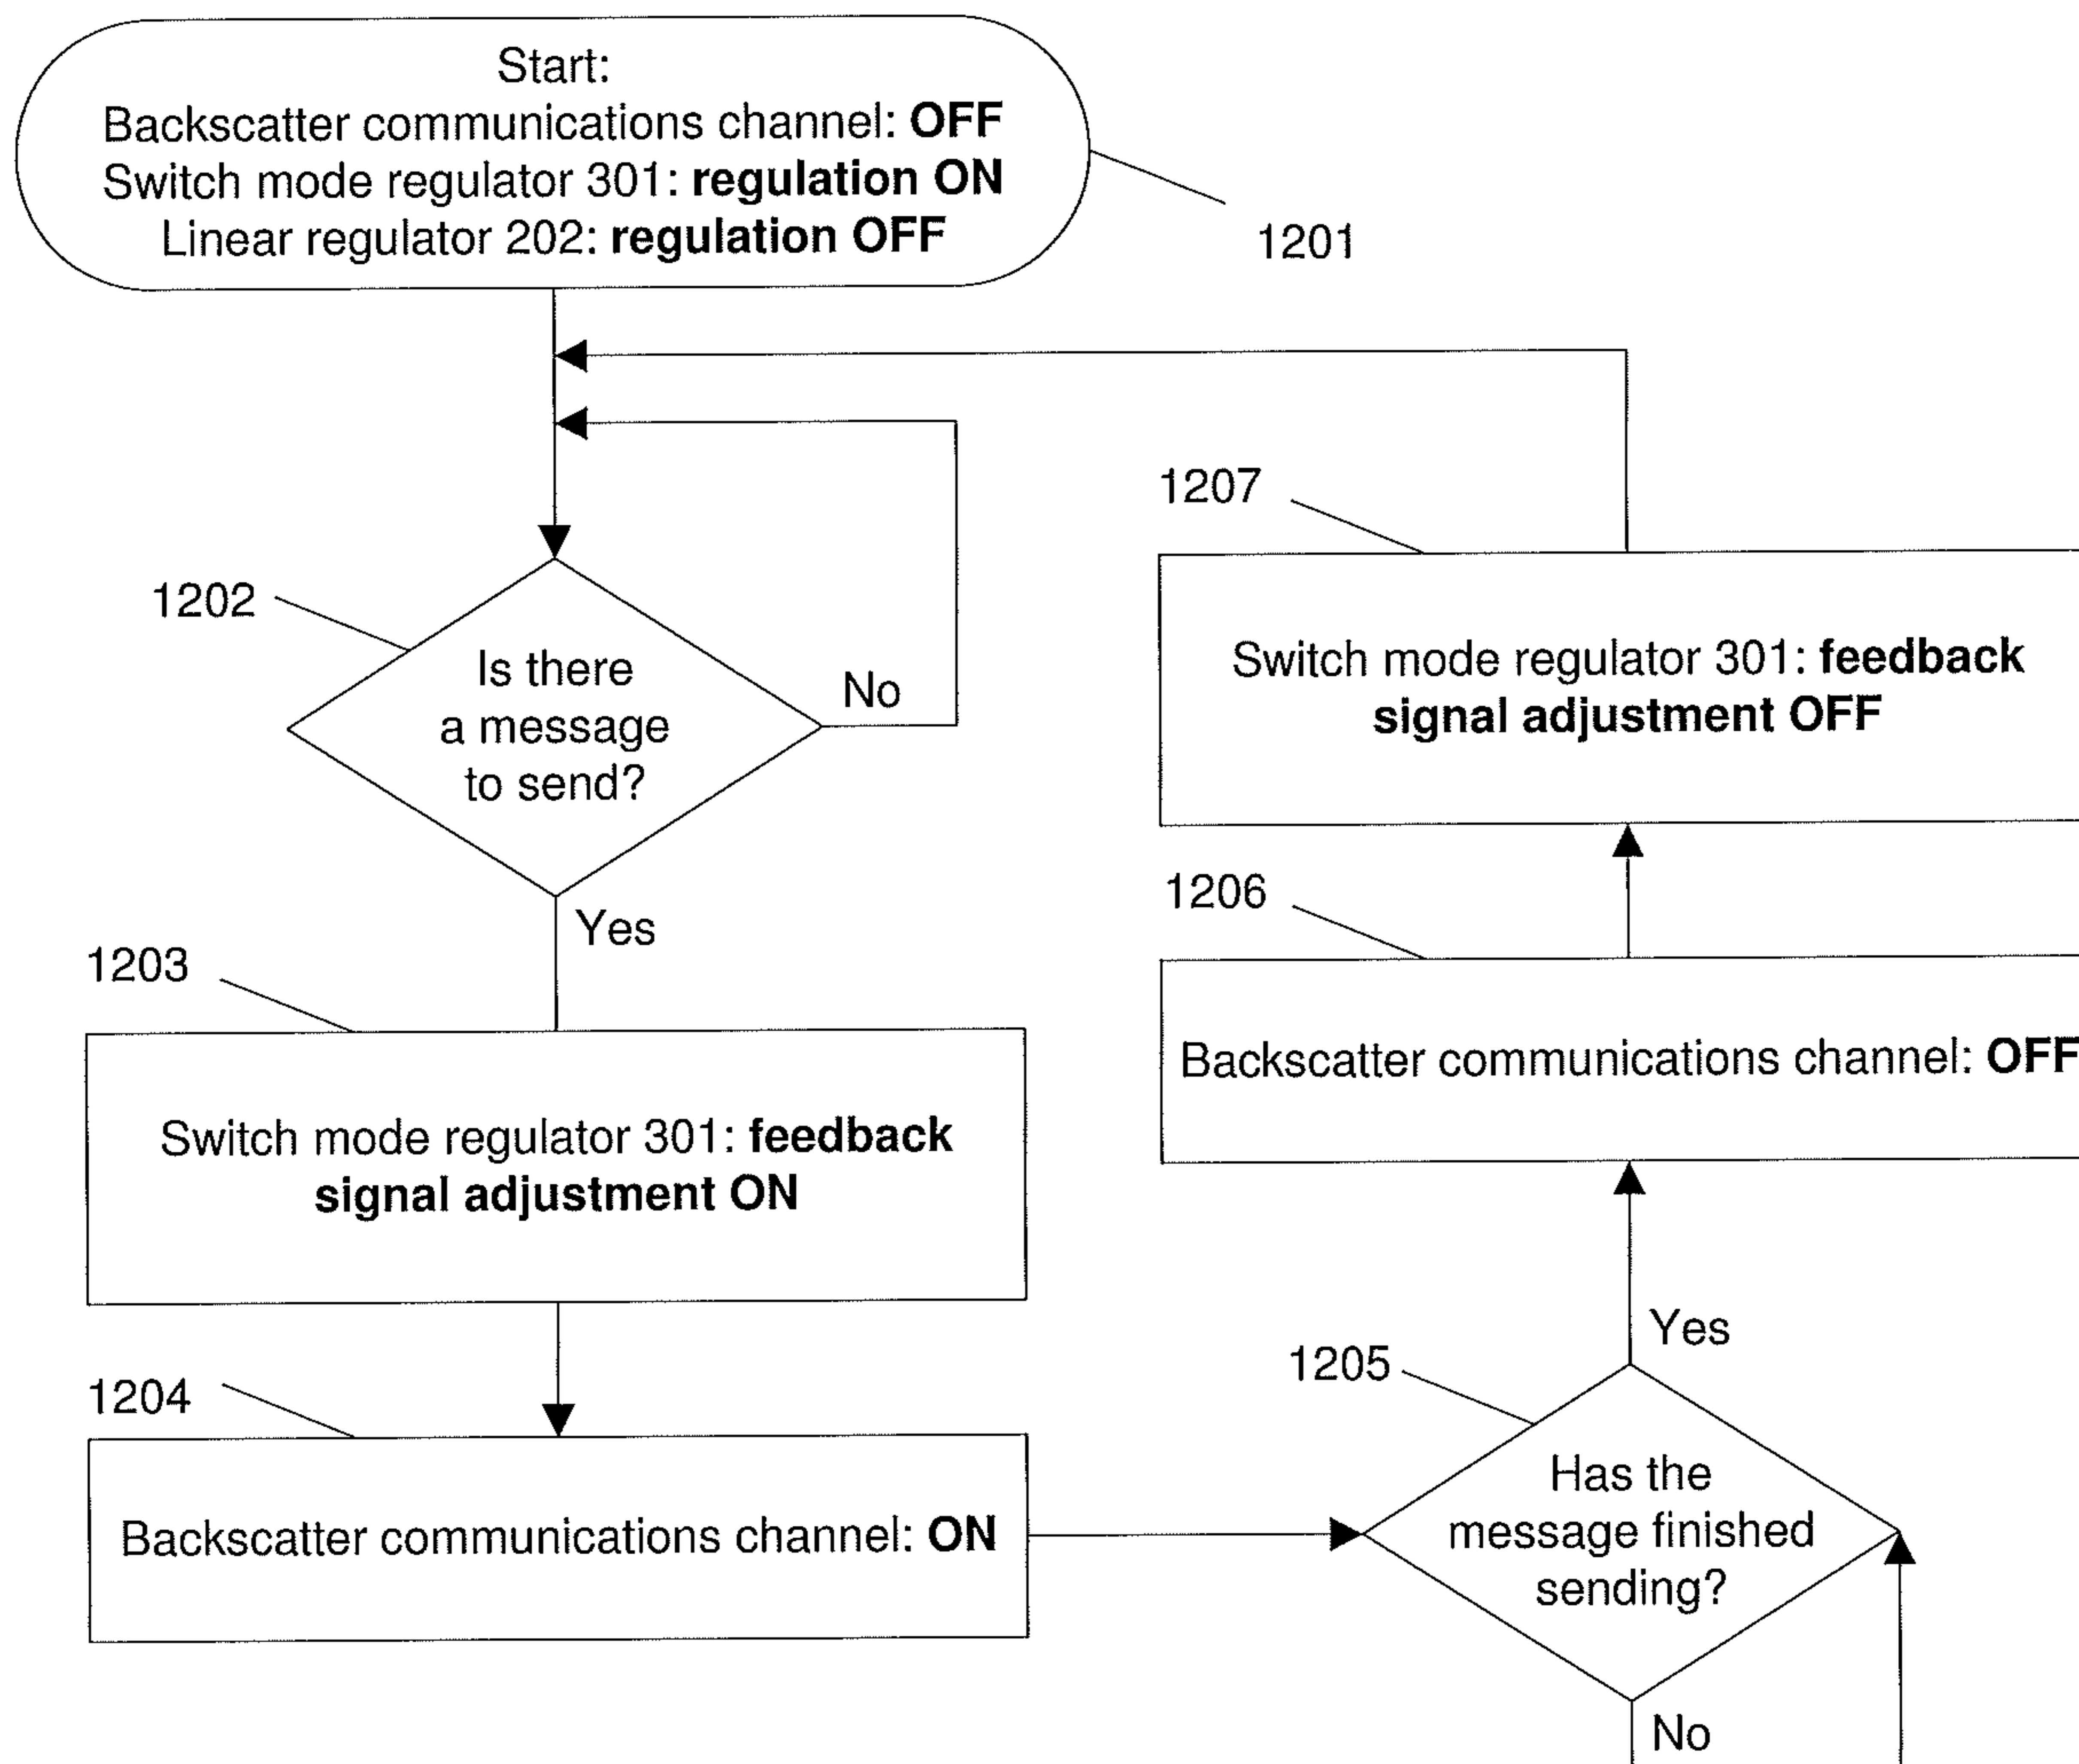 Start:
Backscatter communications channel: OFF
Switch mode regulator 301: regulation ON
Linear regulator 202: regulation OFF
1201
1202
Is there
a message
to send?
No
Yes
1203
Switch mode regulator 301: feedback
signal adjustment ON
1204
Backscatter communications channel: ON
1205
Has the
message finished
sending?
No
Yes
1206
Backscatter communications channel: OFF
1207
Switch mode regulator 301: feedback
signal adjustment OFF